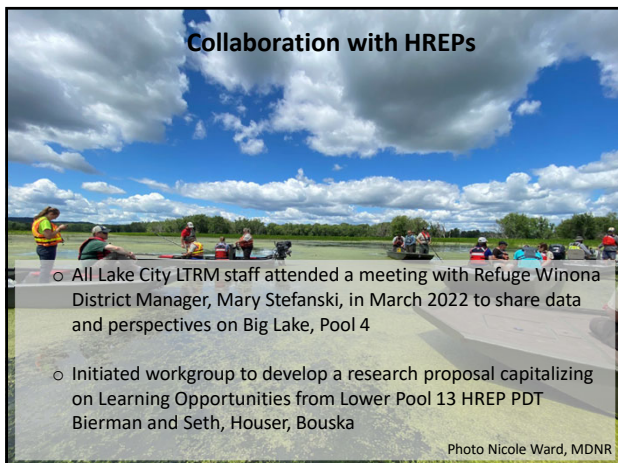 Collaboration with HREPs
o All Lake City LTRM staff attended a meeting with Refuge Winona
District Manager, Mary Stefanski, in March 2022 to share data
and perspectives on Big Lake, Pool 4
o Initiated workgroup to develop a research proposal capitalizing
on Learning Opportunities from Lower Pool 13 HREP PDT
Bierman and Seth, Houser, Bouska
Photo Nicole Ward, MDNR